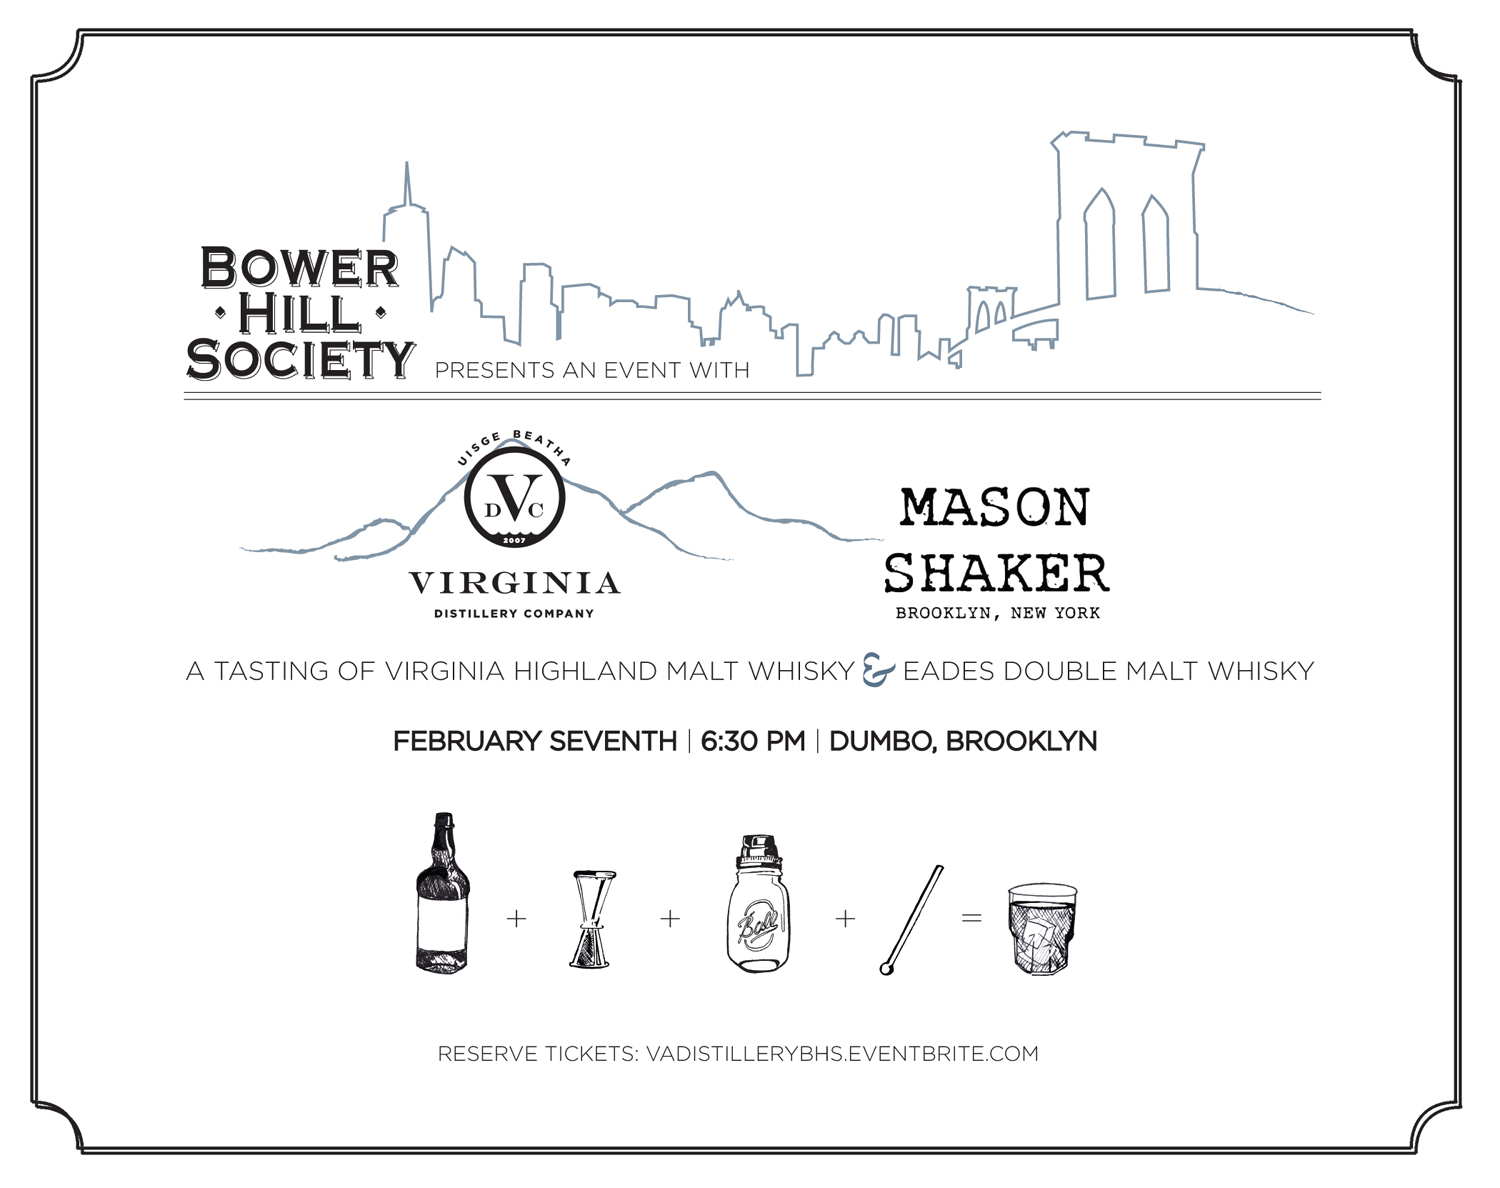 BOWER
HILL
SOCIETY
PRESENTS AN EVENT WITH
UISGE BEATHA
V
D C
2007
VIRGINIA
DISTILLERY COMPANY
MASON
SHAKER
BROOKLYN, NEW YORK
A TASTING OF VIRGINIA HIGHLAND MALT WHISKY & EADES DOUBLE MALT WHISKY
FEBRUARY SEVENTH | 6:30 PM | DUMBO, BROOKLYN
Ball
+ + + =
RESERVE TICKETS: VADISTILLERYBHS.EVENTBRITE.COM